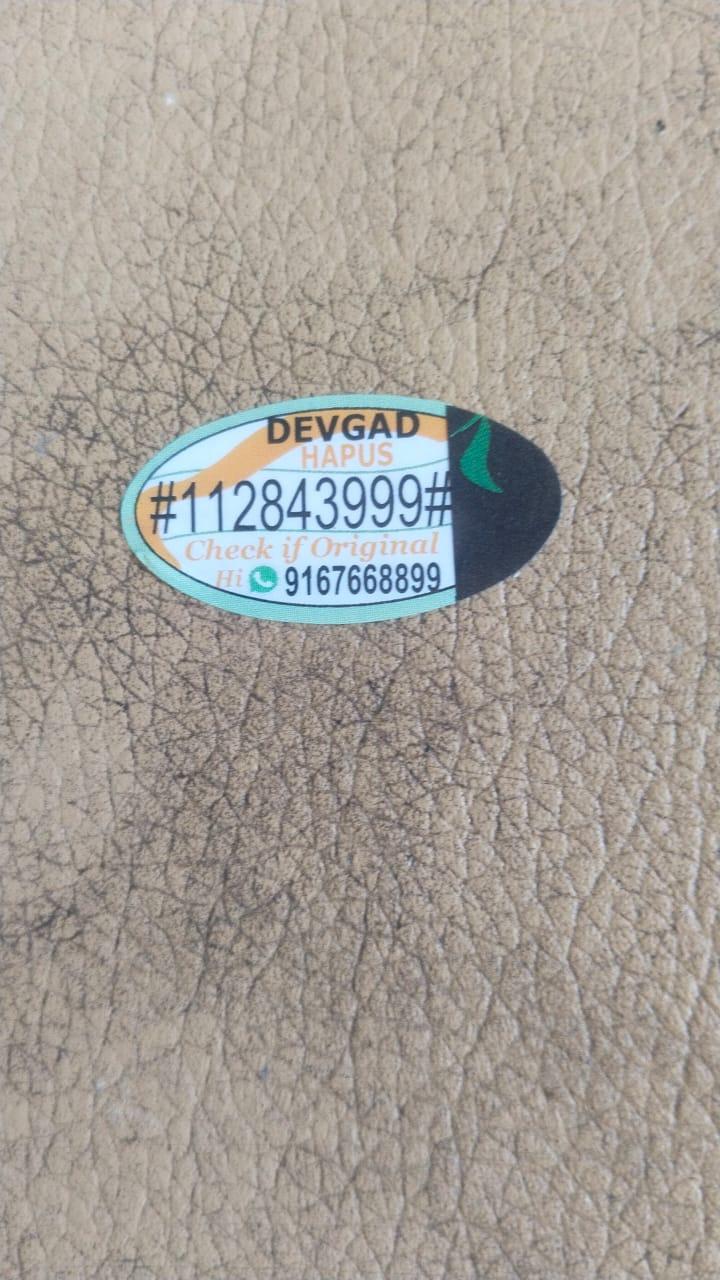 DEVGAD
HAPUS
#112843999#
Check if Original
Hi 9167668899